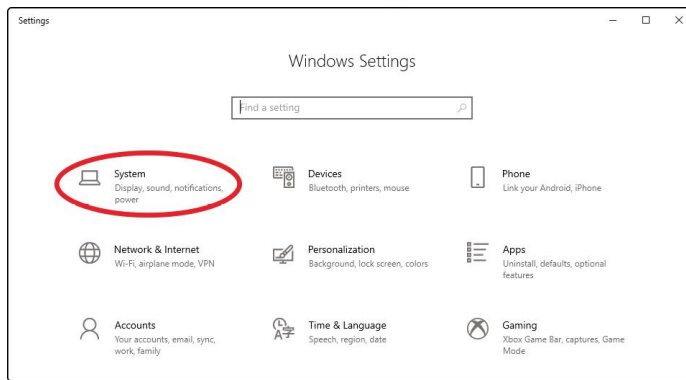 Settings
Windows Settings
Find a setting
System
Display, sound, notifications,
power
Devices
Bluetooth, printers, mouse
Phone
Link your Android, iPhone
Network & Internet
Wi-Fi, airplane mode, VPN
Personalization
Background, lock screen, colors
Apps
Uninstall, defaults, optional
features
Accounts
Your accounts, email, sync,
work, family
Time & Language
Speech, region, date
Gaming
Xbox Game Bar, captures, Game
Mode